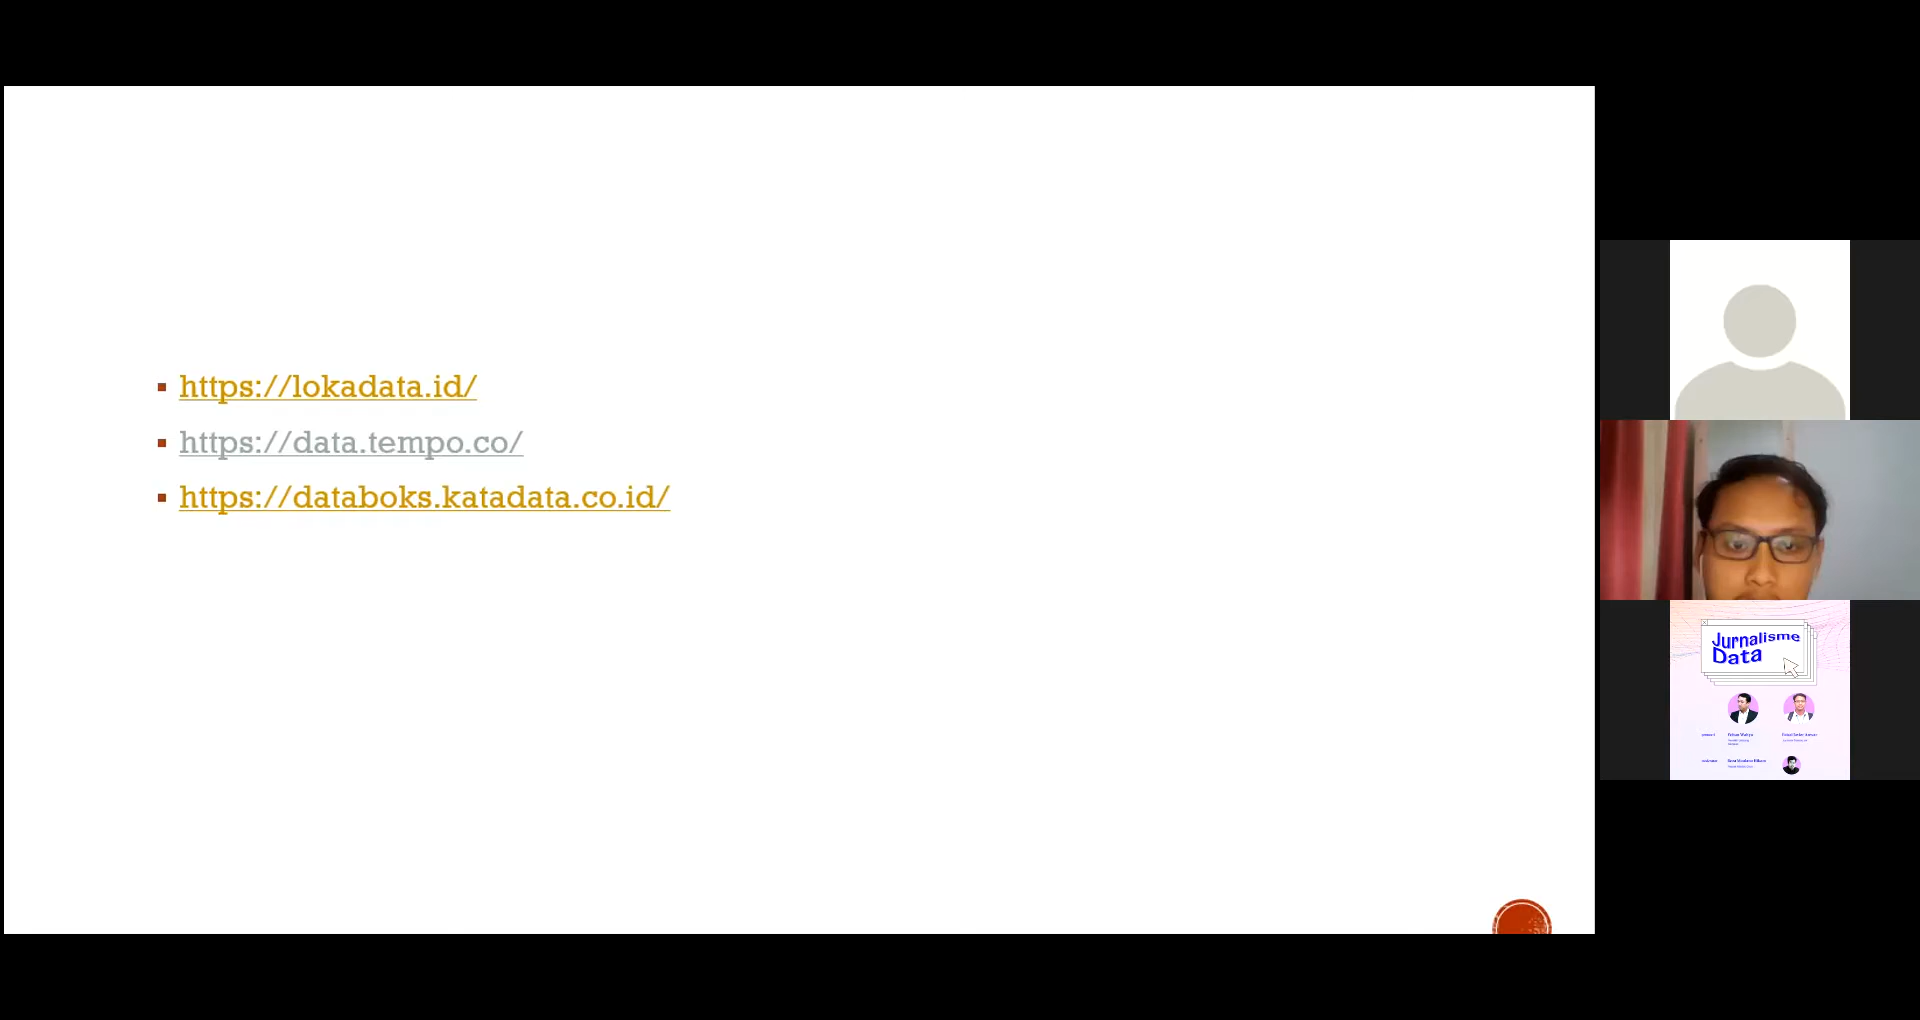 https://lokadata.id/
https://data.tempo.co/
https://databoks.katadata.co.id/
Jurnalisme
Data